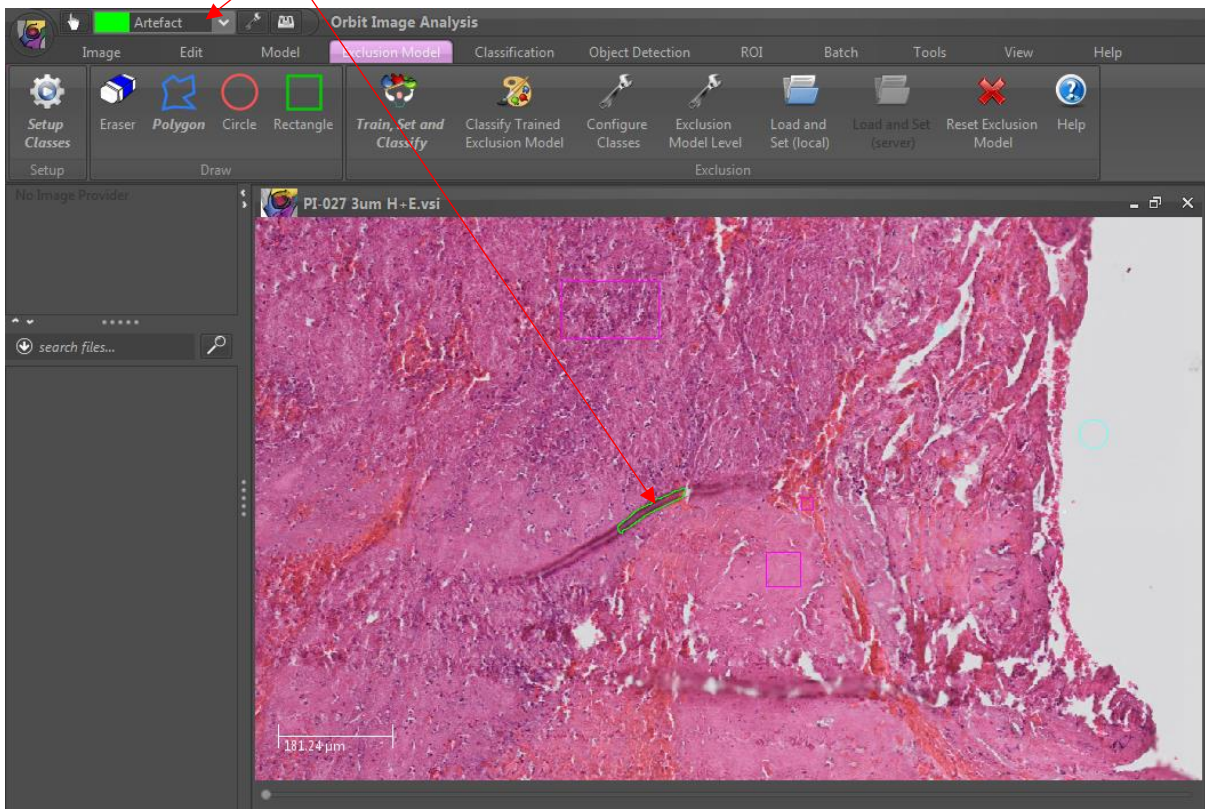 Artefact
Orbit Image Analysis
Image Edit Model Exclusion Model Classification Object Detection ROI Batch Tools View Help
Setup Classes
Eraser
Polygon
Circle
Rectangle
Train, Set and Classify
Classify Trained Exclusion Model
Configure Classes
Exclusion Model Level
Load and Set (local)
Load and Set (server)
Reset Exclusion Model
Help
Setup Draw Exclusion
No Image Provider
PI-027 3um H+E.vsi
search files...
181.24 µm